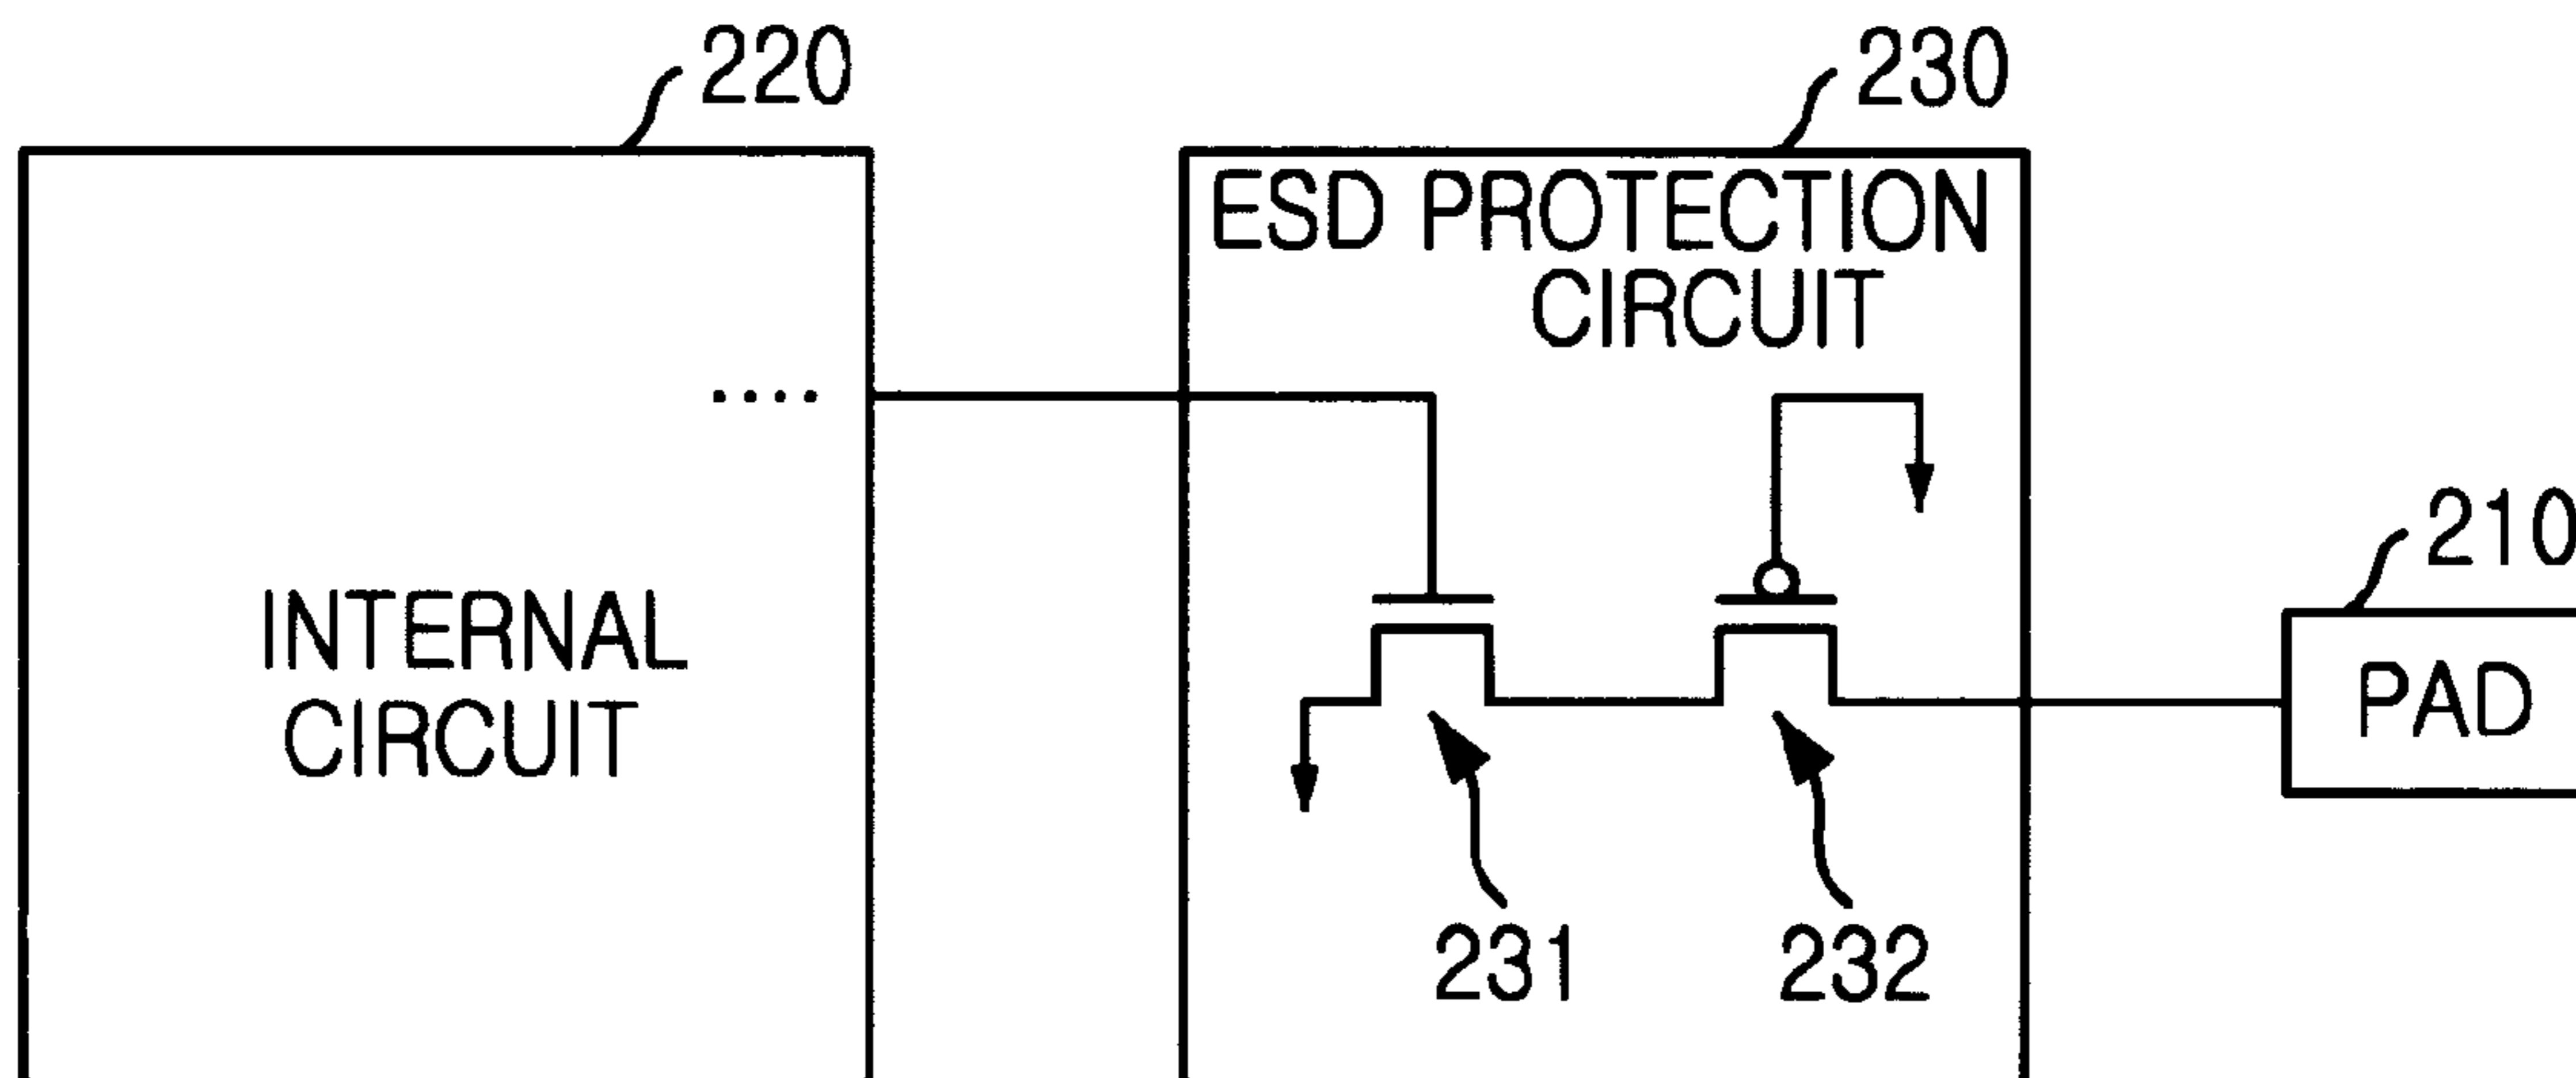 220
230
ESD PROTECTION
CIRCUIT
....
210
INTERNAL
CIRCUIT
PAD
231
232